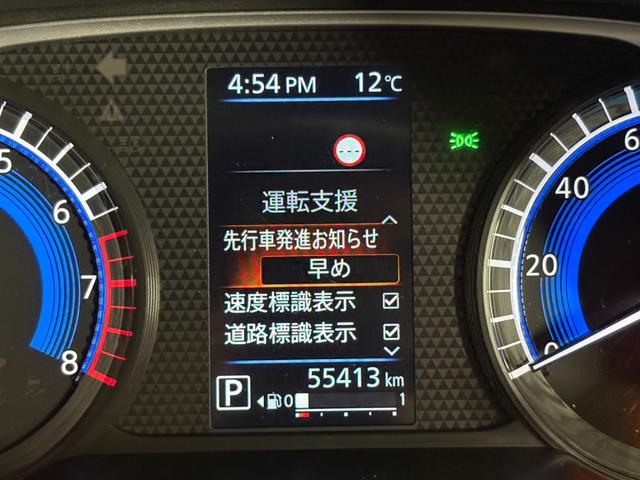 4:54 PM 12℃
---
運転支援
先行車発進お知らせ
早め
速度標識表示
道路標識表示
55413 km
P
0 1
5
6
7
8
6
40
20
0